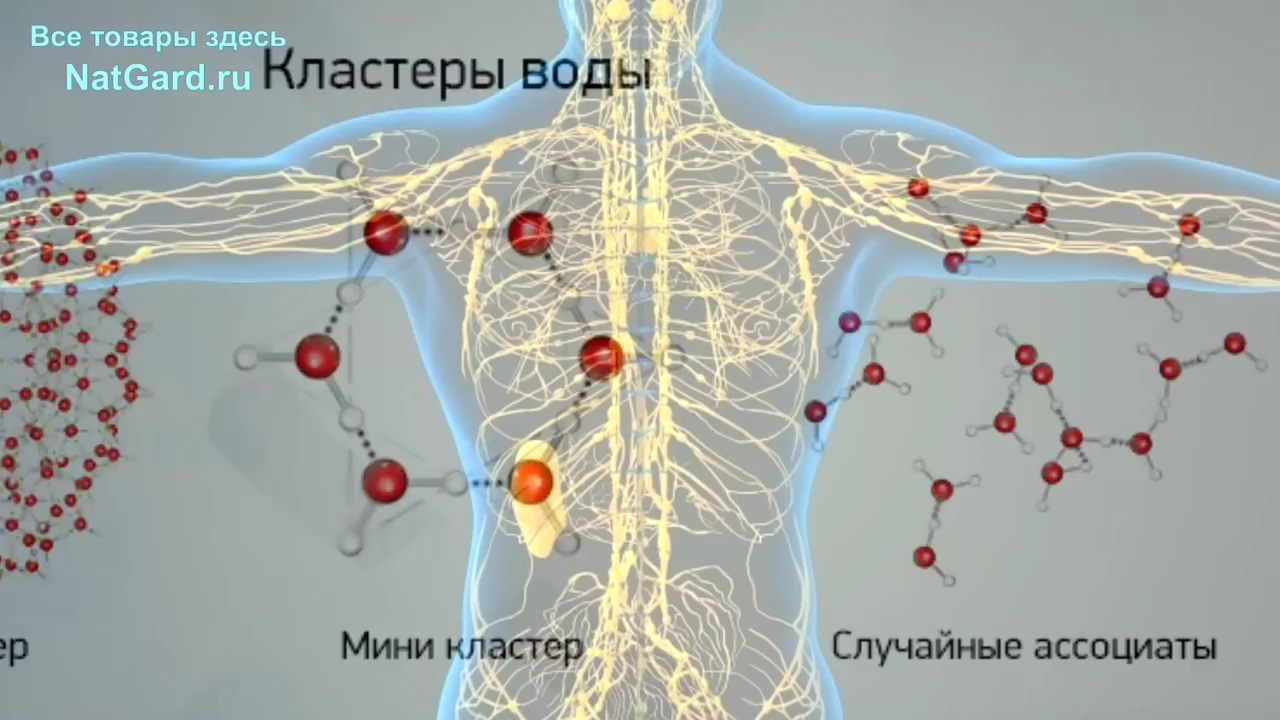 Все товары здесь
NatGard.ru
Кластеры воды
ер
Мини кластер
Случайные ассоциаты